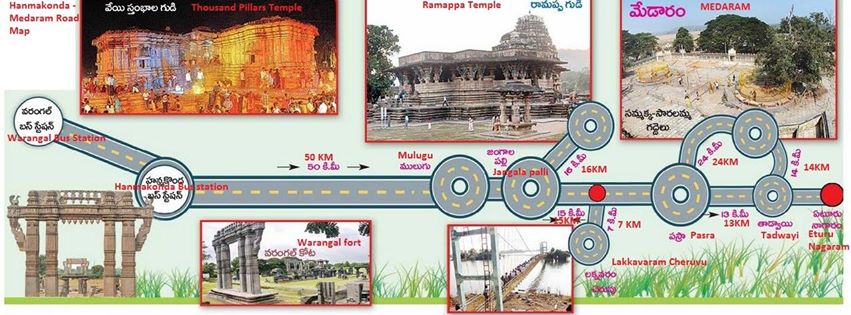 Hanmakonda -
Medaram Road
Map
వేయి స్తంభాల గుడి
Thousand Pillars Temple
Ramappa Temple
రామప్ప గుడి
మేడారం
MEDARAM
సమ్మక్క-సారలమ్మ
గద్దెలు
వరంగల్
బస్ స్టేషన్
Warangal Bus Station
హన్మకొండ
బస్ స్టేషన్
Hanmakonda Bus station
50 KM
50 కి.మీ
Mulugu
ములుగు
జంగాల
పల్లి
Jangala palli
16 కి.మీ
16KM
15KM
15 కి.మీ
7 కి.మీ
7 KM
Lakkavaram Cheruvu
లక్నవరం
చెరువు
24 కి.మీ
24KM
14 కి.మీ
14KM
పస్రా
Pasra
13 కి.మీ
13KM
తాడ్వాయి
Tadwayi
ఏటూరు
నాగారం
Eturu
Nagaram
Warangal fort
వరంగల్ కోట